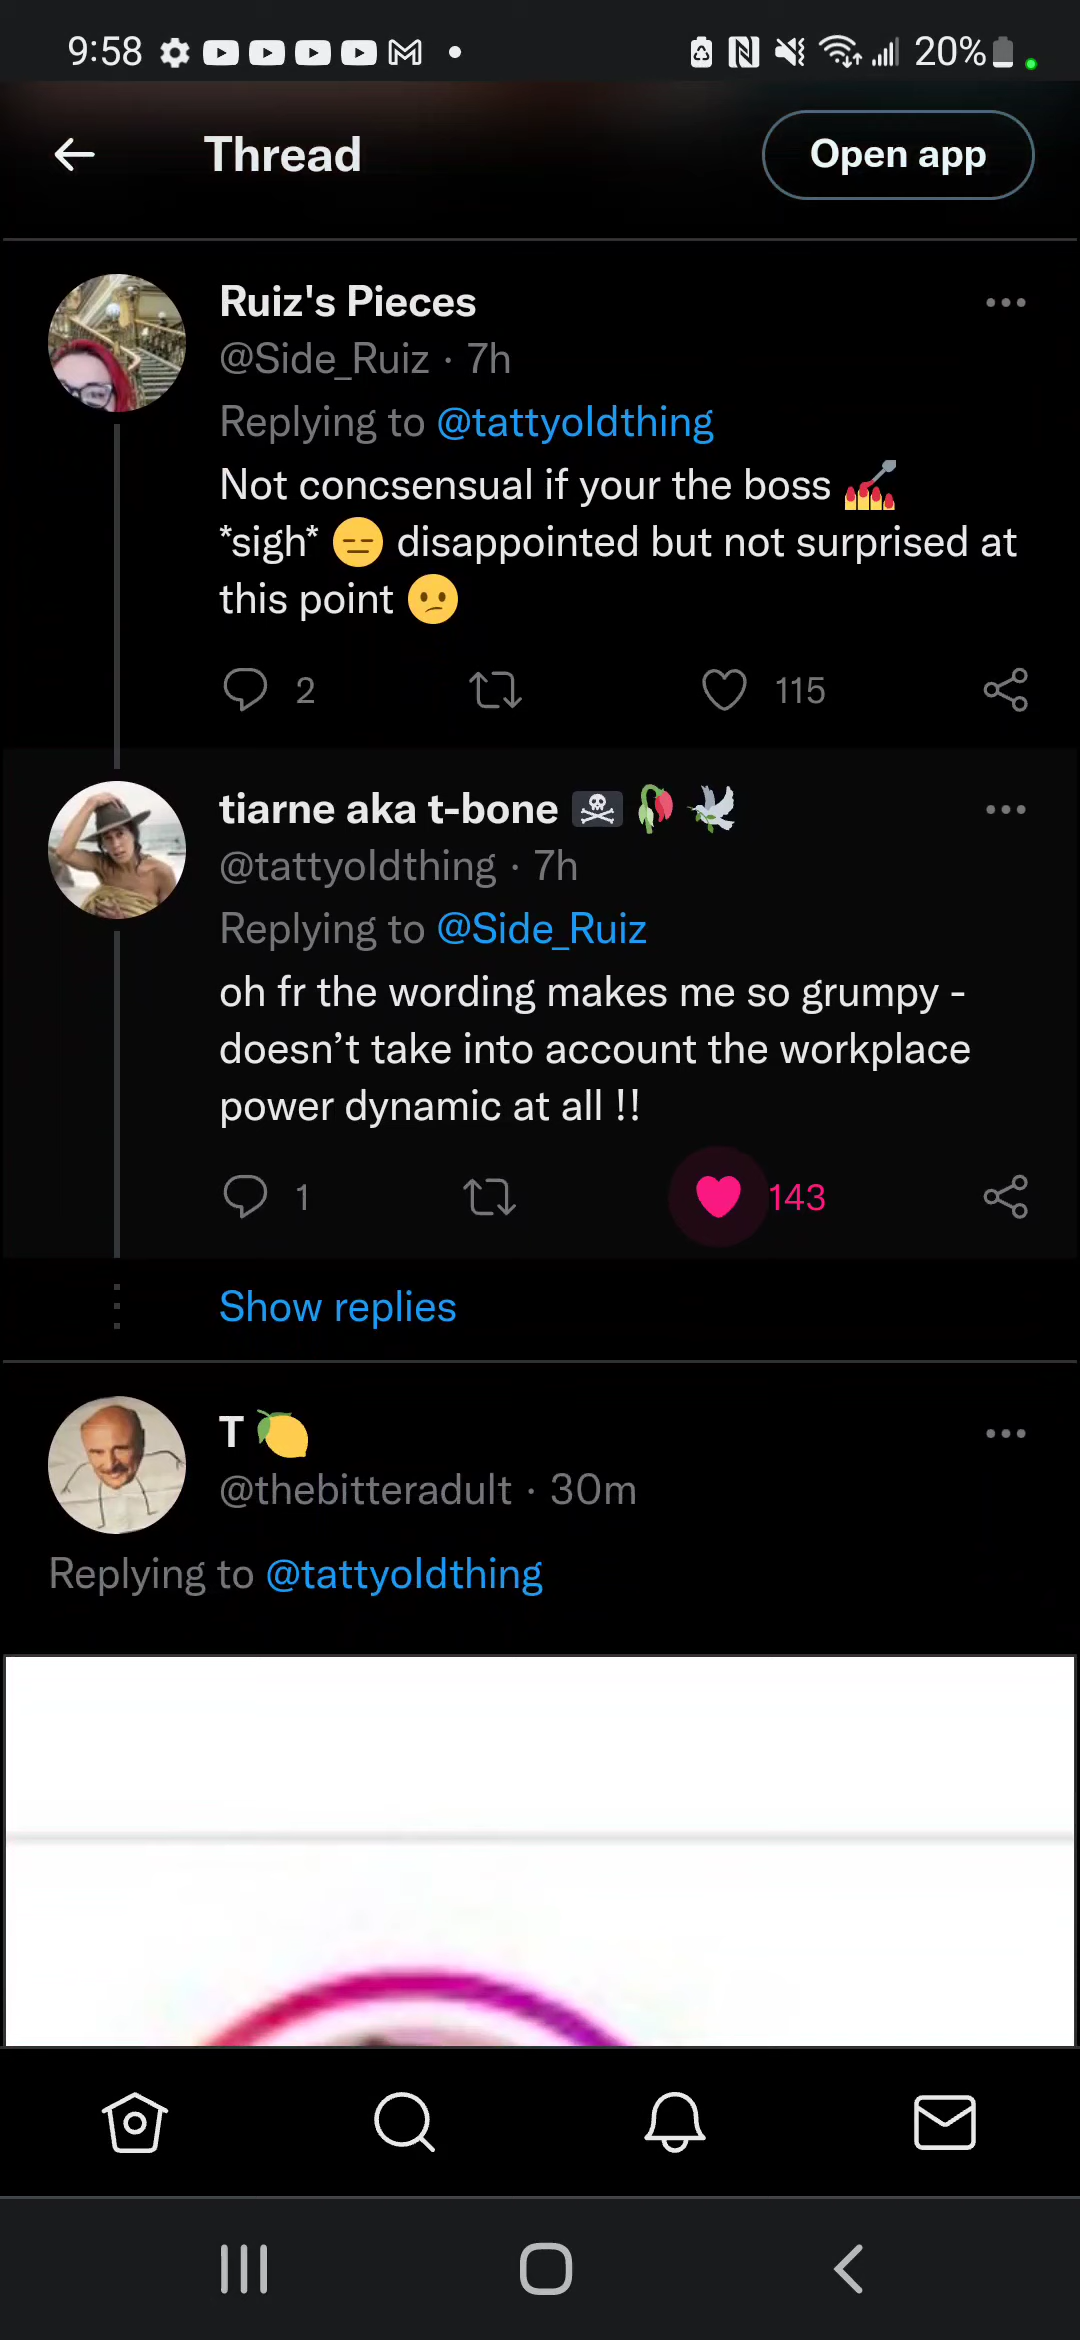 9:58
20%
Thread
Open app
Ruiz's Pieces
@Side_Ruiz · 7h
Replying to @tattyoldthing
Not concsensual if your the boss 💅
*sigh* 😑 disappointed but not surprised at
this point 😕
2
115
tiarne aka t-bone ☠️ 🥀 🕊️
@tattyoldthing · 7h
Replying to @Side_Ruiz
oh fr the wording makes me so grumpy -
doesn’t take into account the workplace
power dynamic at all !!
1
143
Show replies
T 🍋
@thebitteradult · 30m
Replying to @tattyoldthing